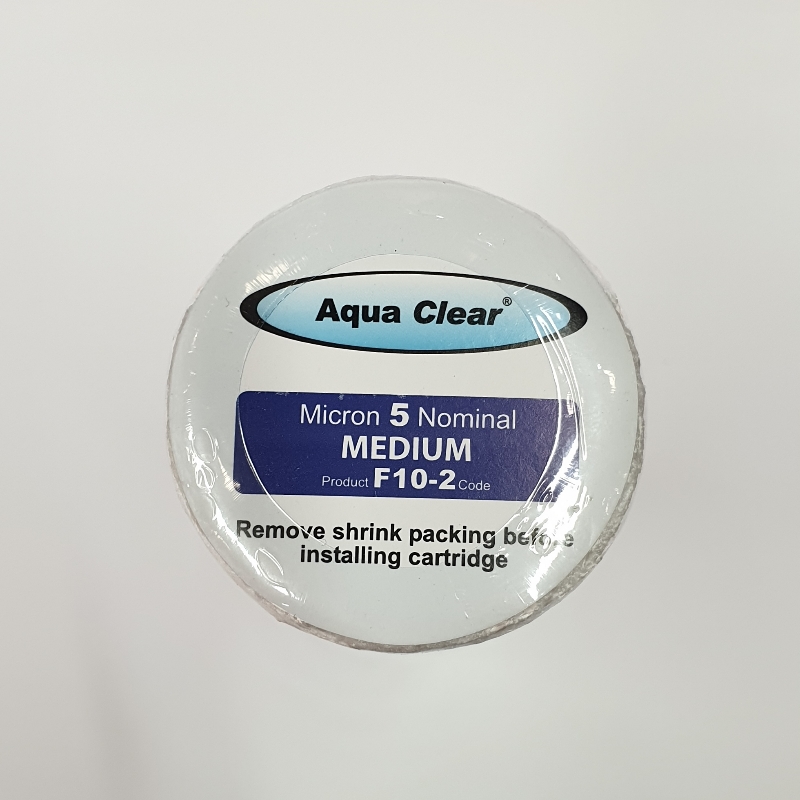 Aqua Clear®
Micron 5 Nominal
MEDIUM
Product F10-2 Code
Remove shrink packing before
installing cartridge